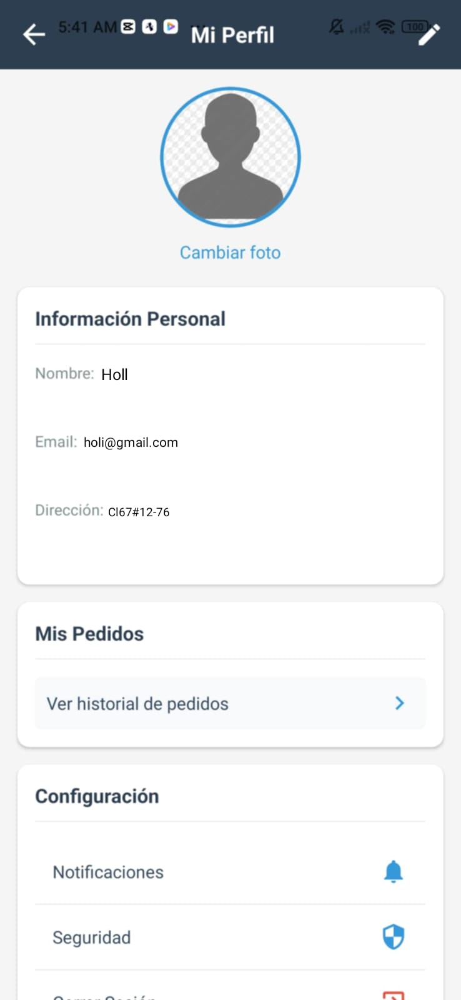 5:41 AM
100
Mi Perfil
Cambiar foto
Información Personal
Nombre: Holl
Email: holi@gmail.com
Dirección: Cl67#12-76
Mis Pedidos
Ver historial de pedidos
Configuración
Notificaciones
Seguridad